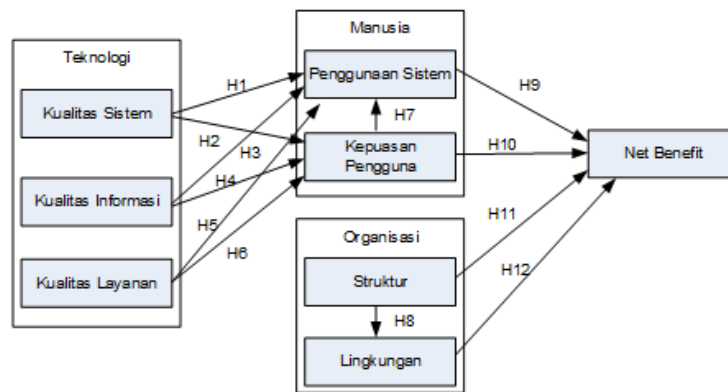 Manusia
Teknologi
Penggunaan Sistem
H1
H9
Kualitas Sistem
H7
H2
H3
Kepuasan
Pengguna
H10
Net Benefit
H4
Kualitas Informasi
H5
H11
H6
Organisasi
Kualitas Layanan
Struktur
H12
H8
Lingkungan